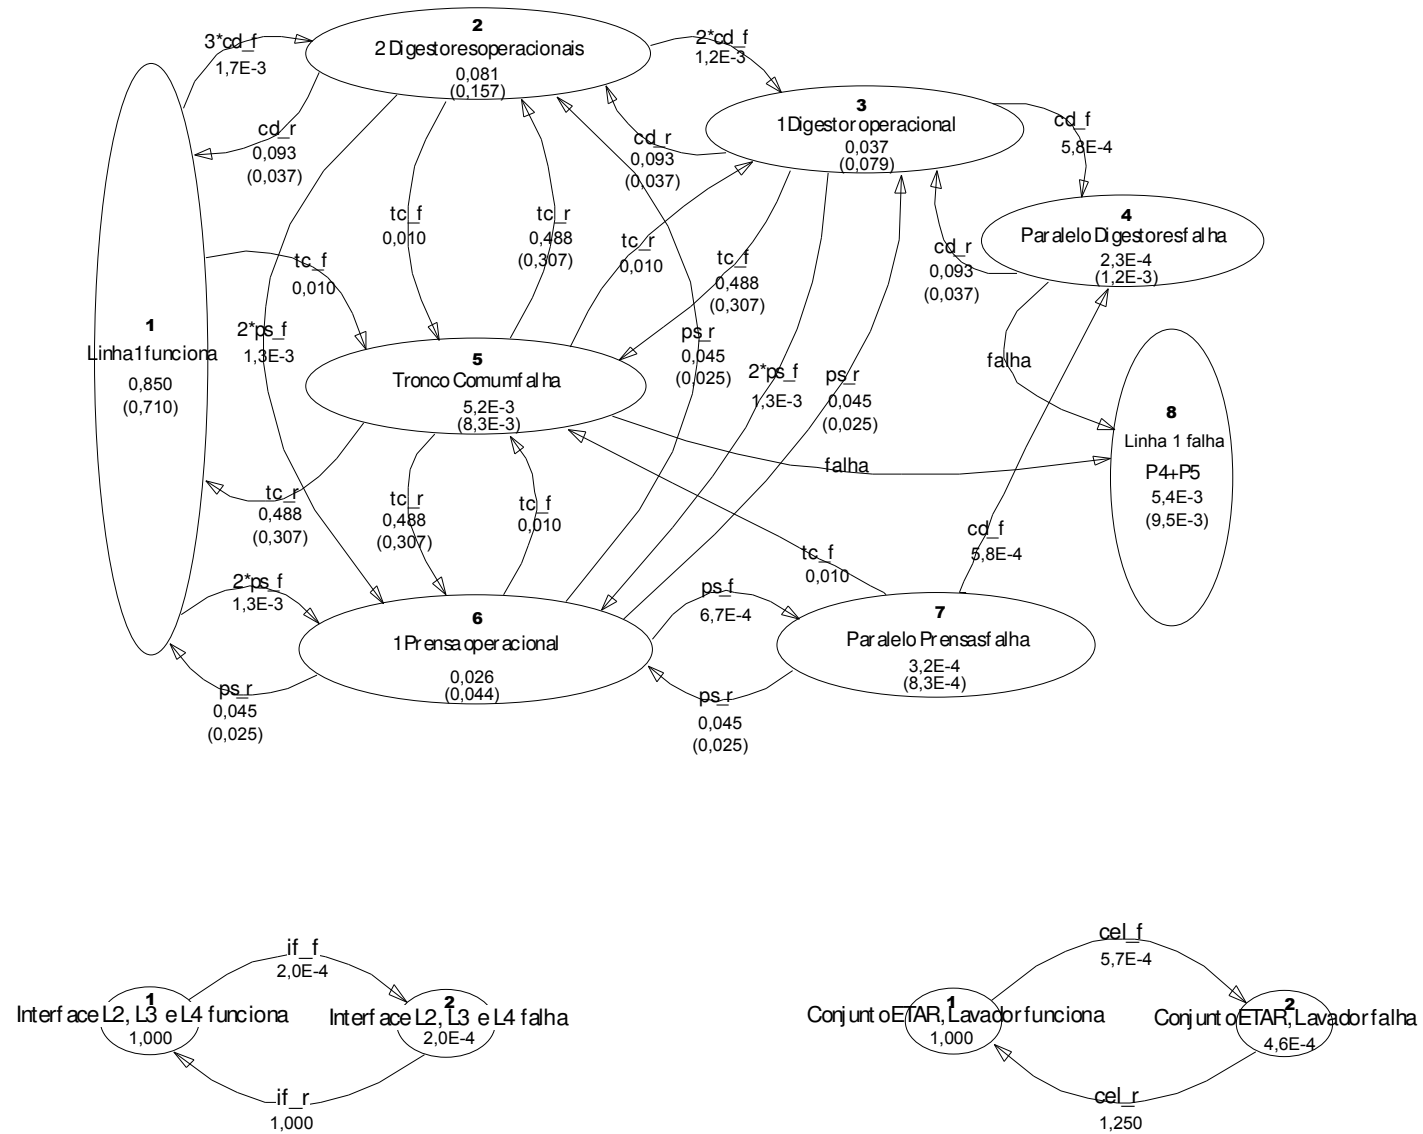 2
2 Digestores operacionais
0,081
(0,157)
3*cd_f
1,7E-3
2*cd_f
1,2E-3
3
1 Digestor operacional
0,037
(0,079)
cd_f
5,8E-4
cd_r
0,093
(0,037)
cd_r
0,093
(0,037)
4
Paralelo Digestores falha
2,3E-4
(1,2E-3)
tc_f
0,010
tc_r
0,488
(0,307)
tc_r
0,010
tc_f
0,488
(0,307)
cd_r
0,093
(0,037)
tc_f
0,010
1
Linha 1 funciona
0,850
(0,710)
2*ps_f
1,3E-3
5
Tronco Comum falha
5,2E-3
(8,3E-3)
ps_r
0,045
(0,025)
2*ps_f
1,3E-3
ps_r
0,045
(0,025)
falha
8
Linha 1 falha
P4+P5
5,4E-3
(9,5E-3)
falha
tc_r
0,488
(0,307)
tc_r
0,488
(0,307)
tc_f
0,010
cd_f
5,8E-4
tc_f
0,010
2*ps_f
1,3E-3
6
1 Prensa operacional
0,026
(0,044)
ps_f
6,7E-4
7
Paralelo Prensas falha
3,2E-4
(8,3E-4)
ps_r
0,045
(0,025)
ps_r
0,045
(0,025)
if_f
2,0E-4
1
Interface L2, L3 e L4 funciona
1,000
2
Interface L2, L3 e L4 falha
2,0E-4
if_r
1,000
cel_f
5,7E-4
1
Conjunto ETAR, Lavador funciona
1,000
2
Conjunto ETAR, Lavador falha
4,6E-4
cel_r
1,250